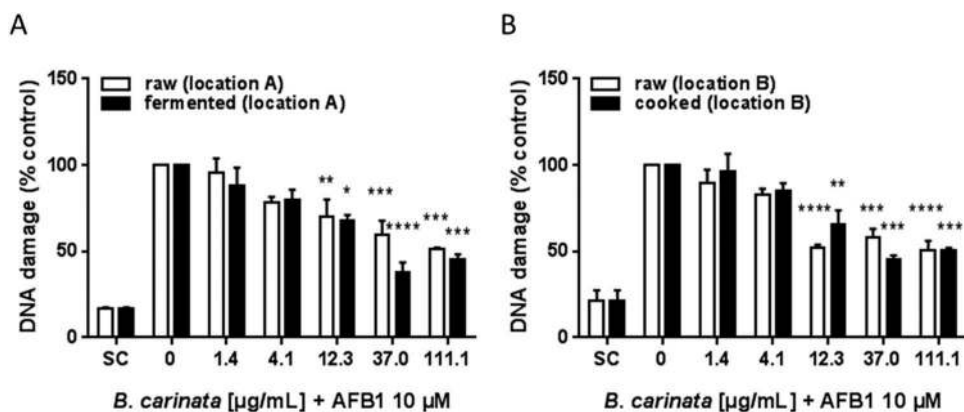 A
B
150
100
50
0
DNA damage (% control)
raw (location A)
fermented (location A)
** * *** **** *** ***
SC 0 1.4 4.1 12.3 37.0 111.1
B. carinata [µg/mL] + AFB1 10 µM
150
100
50
0
DNA damage (% control)
raw (location B)
cooked (location B)
**** ** *** *** **** ***
SC 0 1.4 4.1 12.3 37.0 111.1
B. carinata [µg/mL] + AFB1 10 µM